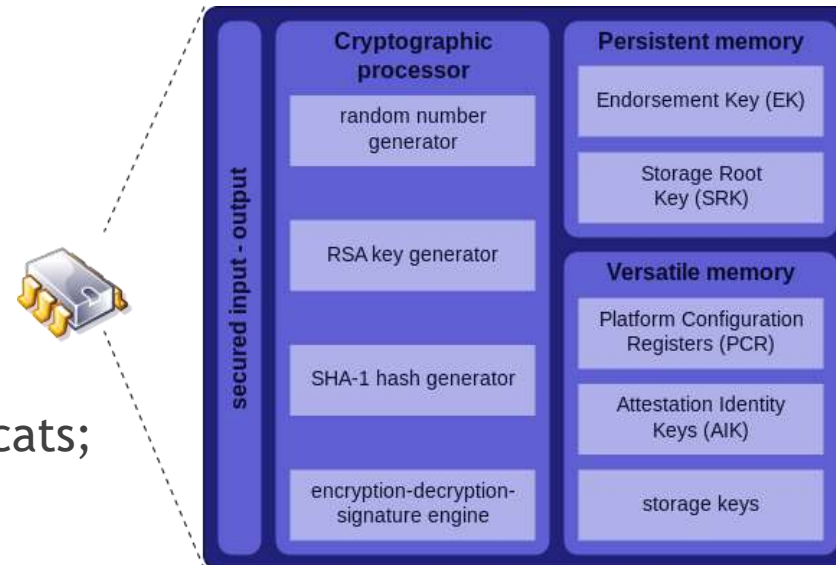 cats;
secured input - output
Cryptographic
processor
random number
generator
RSA key generator
SHA-1 hash generator
encryption-decryption-
signature engine
Persistent memory
Endorsement Key (EK)
Storage Root
Key (SRK)
Versatile memory
Platform Configuration
Registers (PCR)
Attestation Identity
Keys (AIK)
storage keys